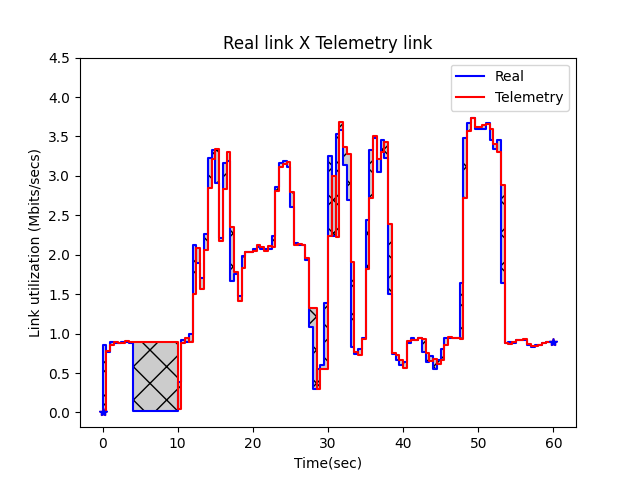 Real link X Telemetry link
Real
Telemetry
Link utilization (Mbits/secs)
4.5
4.0
3.5
3.0
2.5
2.0
1.5
1.0
0.5
0.0
0 10 20 30 40 50 60
Time(sec)